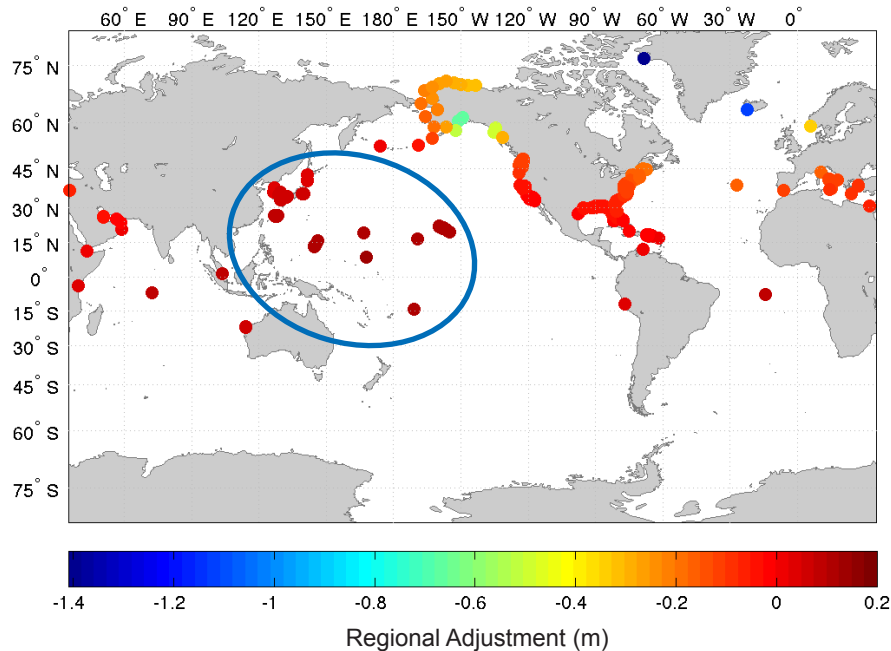 60° E 90° E 120° E 150° E 180° E 150° W 120° W 90° W 60° W 30° W 0°
75° N
60° N
45° N
30° N
15° N
0°
15° S
30° S
45° S
60° S
75° S
-1.4 -1.2 -1 -0.8 -0.6 -0.4 -0.2 0 0.2
Regional Adjustment (m)